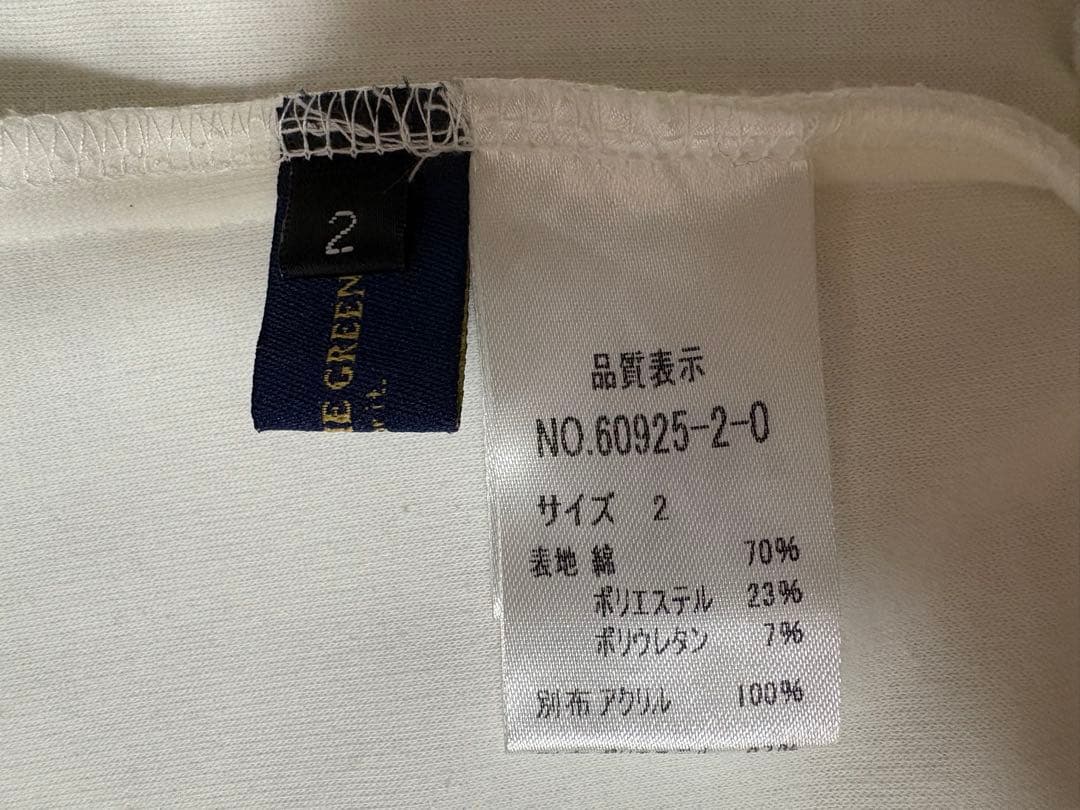 2
GREEN
品質表示
NO.60925-2-0
サイズ 2
表地 綿 70%
ポリエステル 23%
ポリウレタン 7%
別布 アクリル 100%